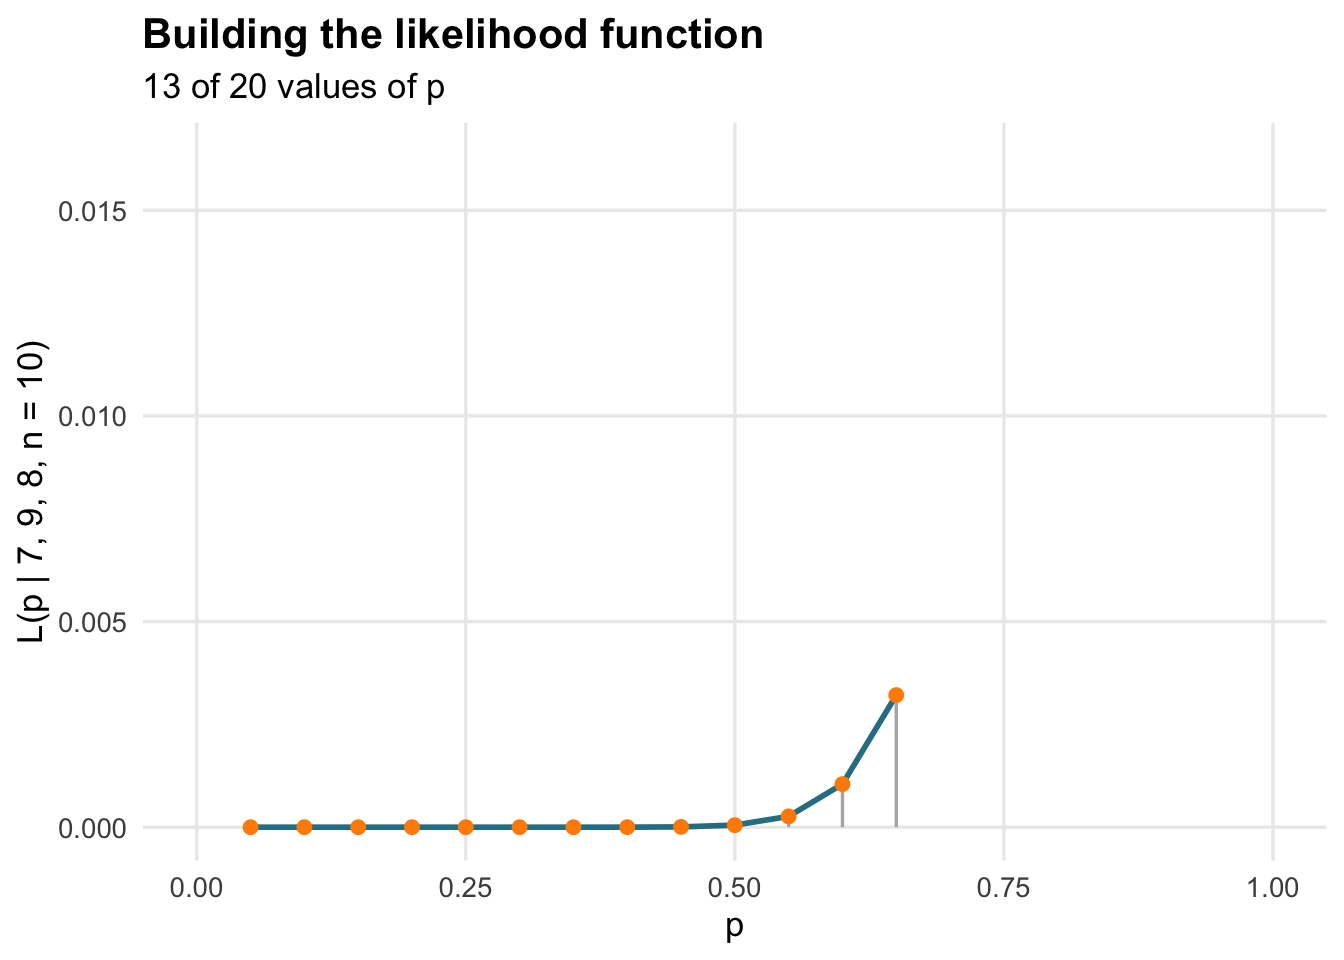 Building the likelihood function
13 of 20 values of p
0.015
0.010
0.005
0.000
L(p | 7, 9, 8, n = 10)
0.00 0.25 0.50 0.75 1.00
p